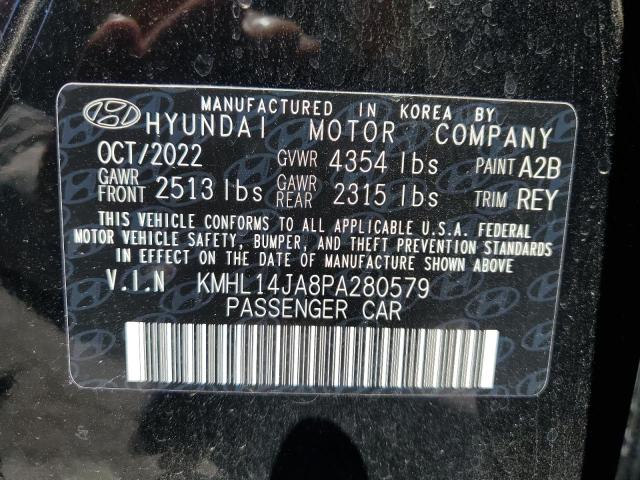 MANUFACTURED IN KOREA BY
HYUNDAI MOTOR COMPANY
OCT/2022 GVWR 4354 lbs PAINT A2B
GAWR FRONT 2513 lbs GAWR REAR 2315 lbs TRIM REY
THIS VEHICLE CONFORMS TO ALL APPLICABLE U.S.A. FEDERAL
MOTOR VEHICLE SAFETY, BUMPER, AND THEFT PREVENTION STANDARDS
IN EFFECT ON THE DATE OF MANUFACTURE SHOWN ABOVE.
V.I.N KMHL14JA8PA280579
PASSENGER CAR